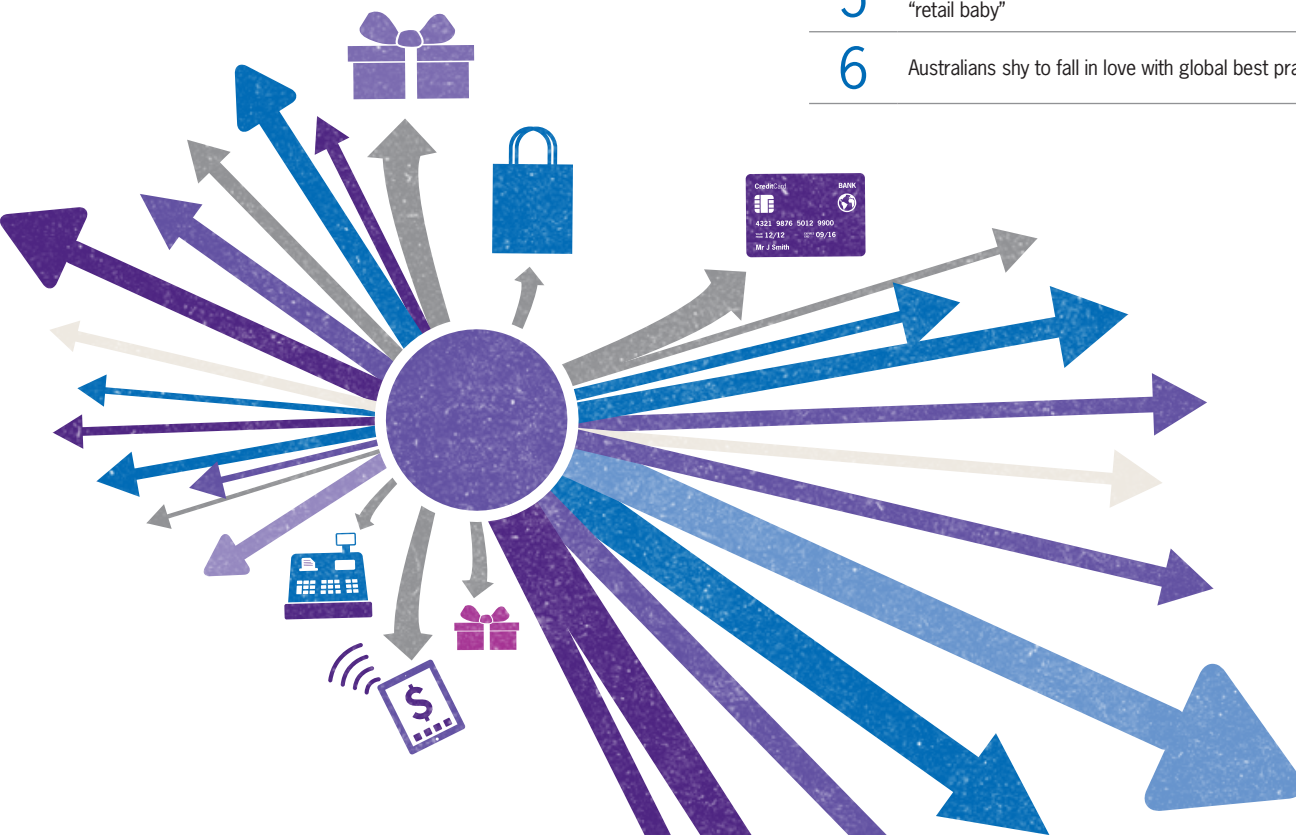 5
“retail baby”
6
Australians shy to fall in love with global best pra
CreditCard
BANK
4321 9876 5012 9900
12/12
09/16
Mr J Smith
$